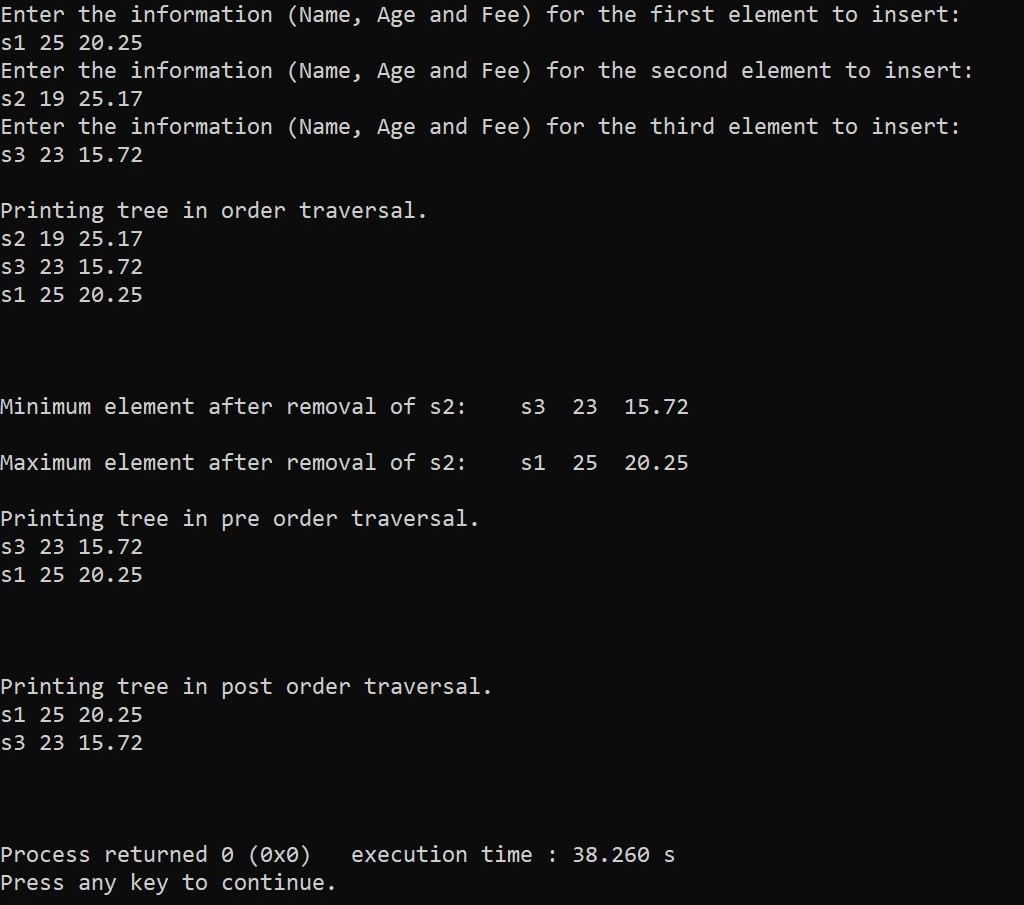 Enter the information (Name, Age and Fee) for the first element to insert:
s1 25 20.25
Enter the information (Name, Age and Fee) for the second element to insert:
s2 19 25.17
Enter the information (Name, Age and Fee) for the third element to insert:
s3 23 15.72
Printing tree in order traversal.
s2 19 25.17
s3 23 15.72
s1 25 20.25
Minimum element after removal of s2:    s3  23  15.72
Maximum element after removal of s2:    s1  25  20.25
Printing tree in pre order traversal.
s3 23 15.72
s1 25 20.25
Printing tree in post order traversal.
s1 25 20.25
s3 23 15.72
Process returned 0 (0x0)   execution time : 38.260 s
Press any key to continue.